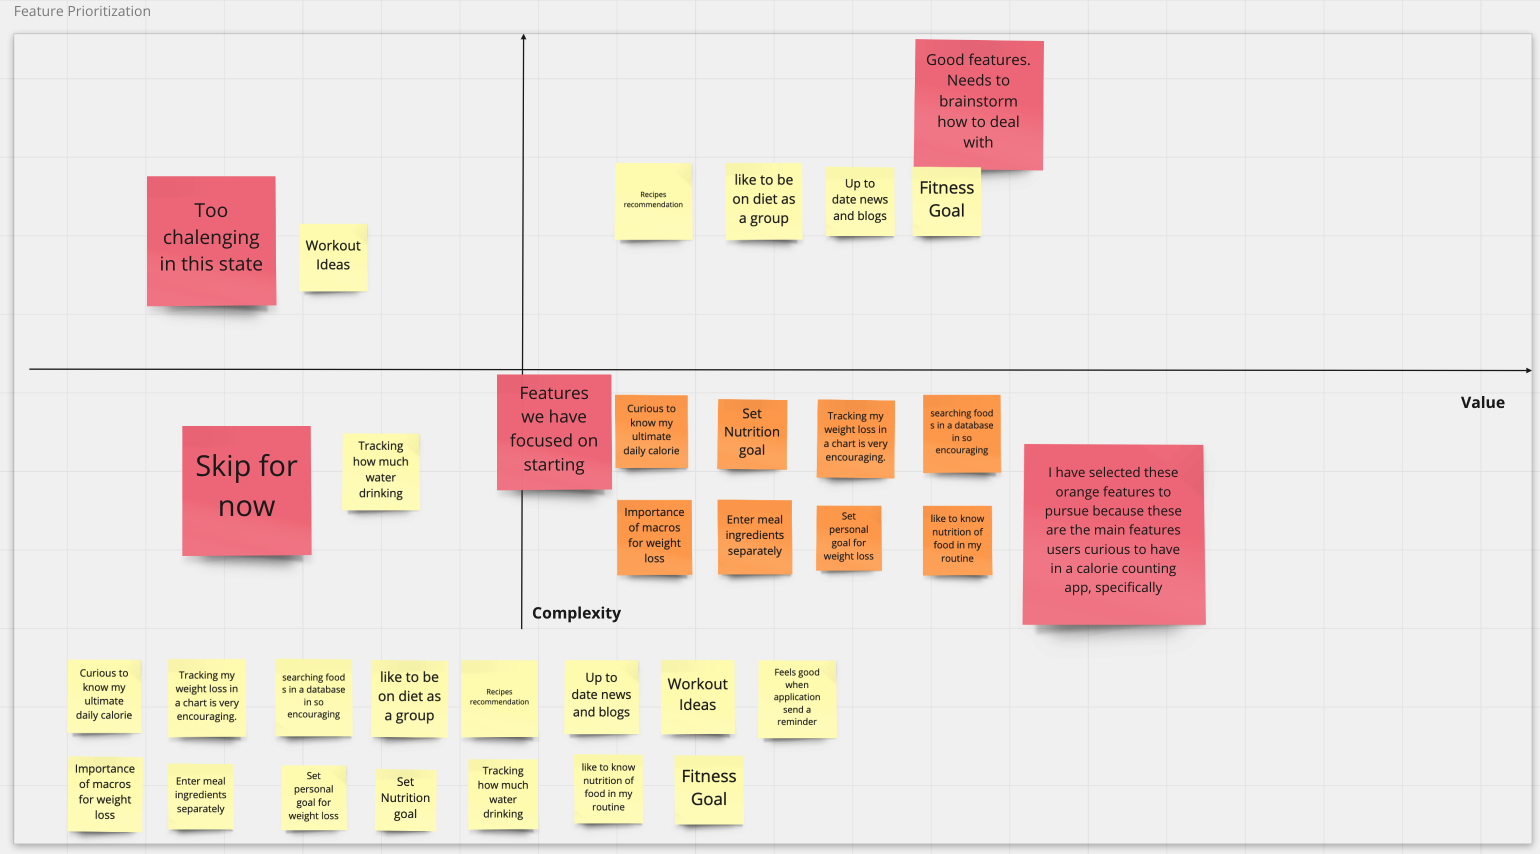 Feature Prioritization
Good features.
Needs to
brainstorm
how to deal
with
Too
chalenging
in this state
Workout
Ideas
Recipes
recommendation
like to be
on diet as
a group
Up to
date news
and blogs
Fitness
Goal
Value
Features
we have
focused on
starting
Curious to
know my
ultimate
daily calorie
Set
Nutrition
goal
Tracking my
weight loss in
a chart is very
encouraging.
searching food
s in a database
in so
encouraging
Skip for
now
Tracking
how much
water
drinking
Importance
of macros
for weight
loss
Enter meal
ingredients
separately
Set
personal
goal for
weight loss
like to know
nutrition of
food in my
routine
I have selected these
orange features to
pursue because these
are the main features
users curious to have
in a calorie counting
app, specifically
Complexity
Curious to
know my
ultimate
daily calorie
Tracking my
weight loss in
a chart is very
encouraging.
searching food
s in a database
in so
encouraging
like to be
on diet as
a group
Recipes
recommendation
Up to
date news
and blogs
Workout
Ideas
Feels good
when
application
send a
reminder
Importance
of macros
for weight
loss
Enter meal
ingredients
separately
Set
personal
goal for
weight loss
Set
Nutrition
goal
Tracking
how much
water
drinking
like to know
nutrition of
food in my
routine
Fitness
Goal